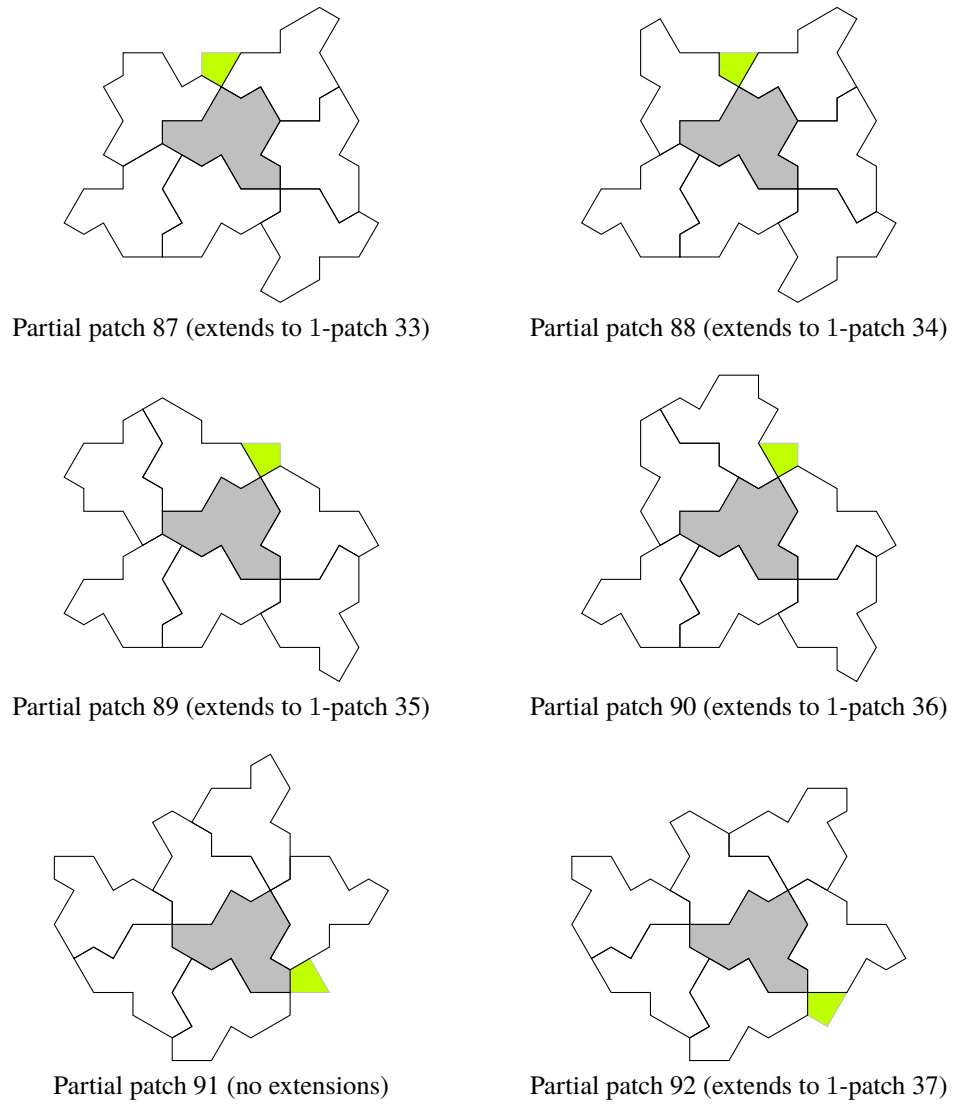 Partial patch 87 (extends to 1-patch 33)
Partial patch 88 (extends to 1-patch 34)
Partial patch 89 (extends to 1-patch 35)
Partial patch 90 (extends to 1-patch 36)
Partial patch 91 (no extensions)
Partial patch 92 (extends to 1-patch 37)